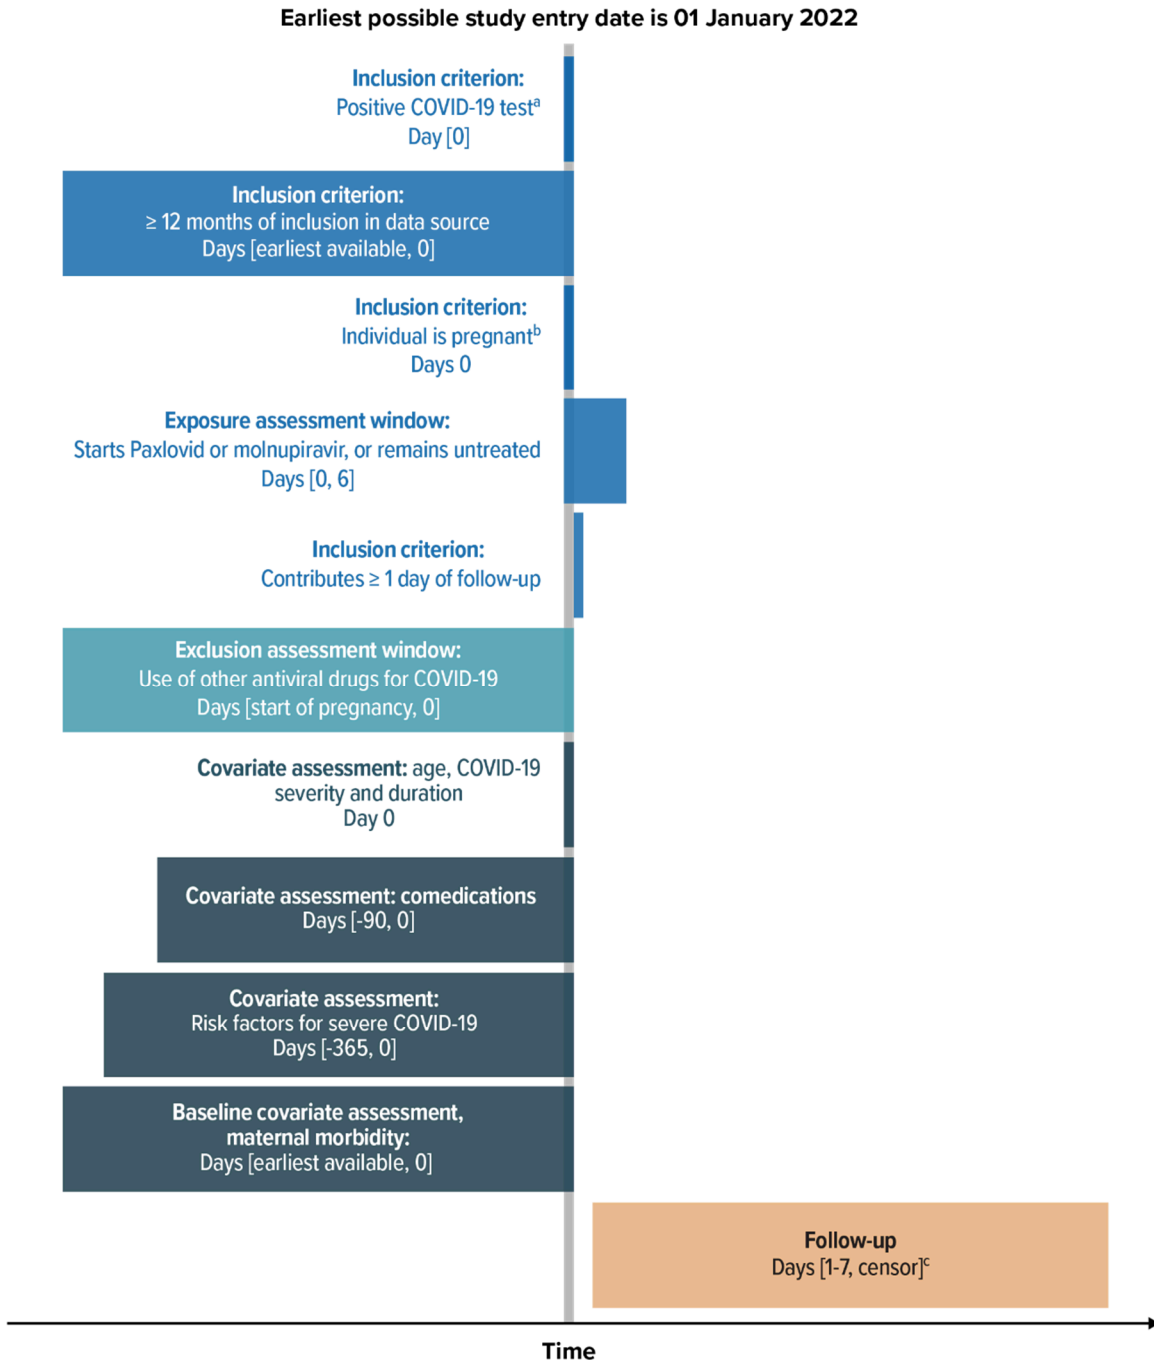 Earliest possible study entry date is 01 January 2022
Inclusion criterion:
Positive COVID-19 testᵃ
Day [0]
Inclusion criterion:
≥ 12 months of inclusion in data source
Days [earliest available, 0]
Inclusion criterion:
Individual is pregnantᵇ
Days 0
Exposure assessment window:
Starts Paxlovid or molnupiravir, or remains untreated
Days [0, 6]
Inclusion criterion:
Contributes ≥ 1 day of follow-up
Exclusion assessment window:
Use of other antiviral drugs for COVID-19
Days [start of pregnancy, 0]
Covariate assessment: age, COVID-19
severity and duration
Day 0
Covariate assessment: comedications
Days [-90, 0]
Covariate assessment:
Risk factors for severe COVID-19
Days [-365, 0]
Baseline covariate assessment,
maternal morbidity:
Days [earliest available, 0]
Follow-up
Days [1-7, censor]ᶜ
Time